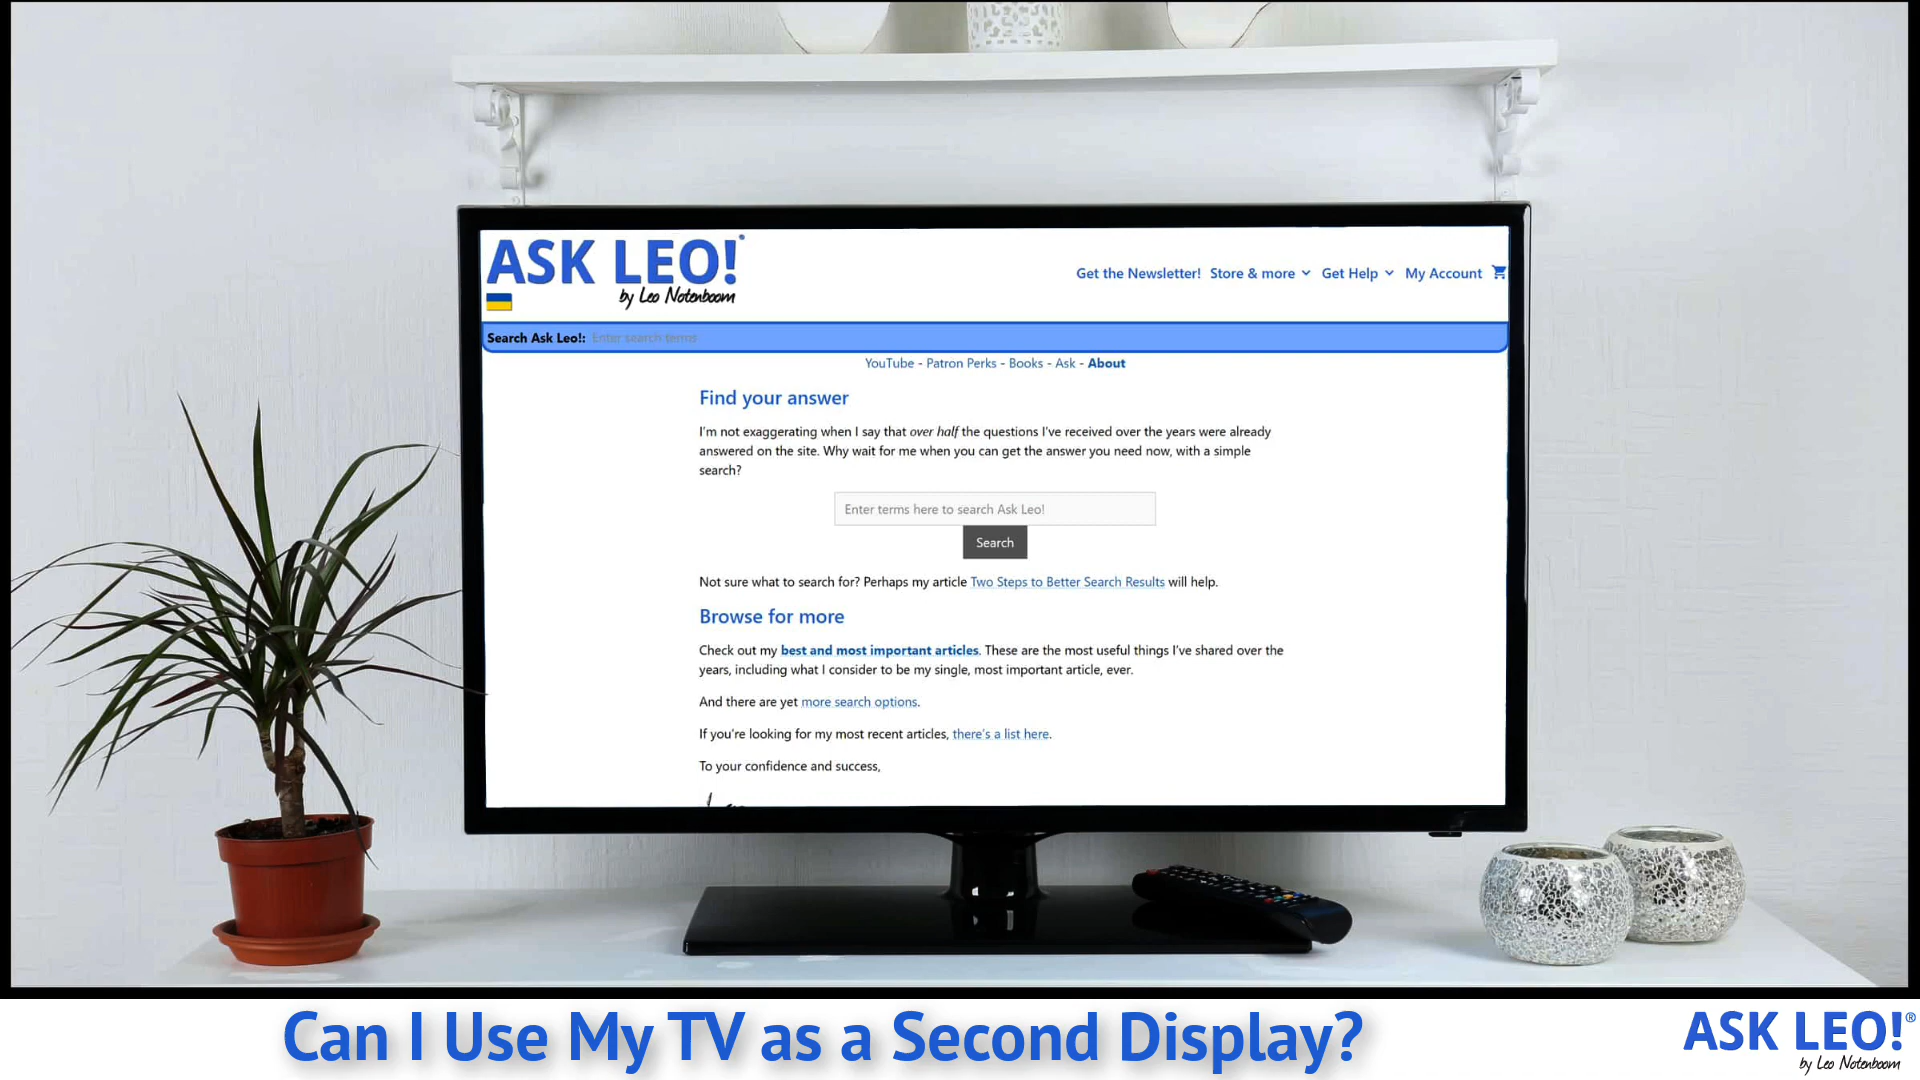 ASK LEO!®
by Leo Notenboom
Get the Newsletter! Store & more Get Help My Account
Search Ask Leo!: Enter search terms
YouTube - Patron Perks - Books - Ask - About
Find your answer
I'm not exaggerating when I say that over half the questions I've received over the years were already
answered on the site. Why wait for me when you can get the answer you need now, with a simple
search?
Enter terms here to search Ask Leo!
Search
Not sure what to search for? Perhaps my article Two Steps to Better Search Results will help.
Browse for more
Check out my best and most important articles. These are the most useful things I've shared over the
years, including what I consider to be my single, most important article, ever.
And there are yet more search options.
If you're looking for my most recent articles, there's a list here.
To your confidence and success,
Can I Use My TV as a Second Display?
ASK LEO!®
by Leo Notenboom